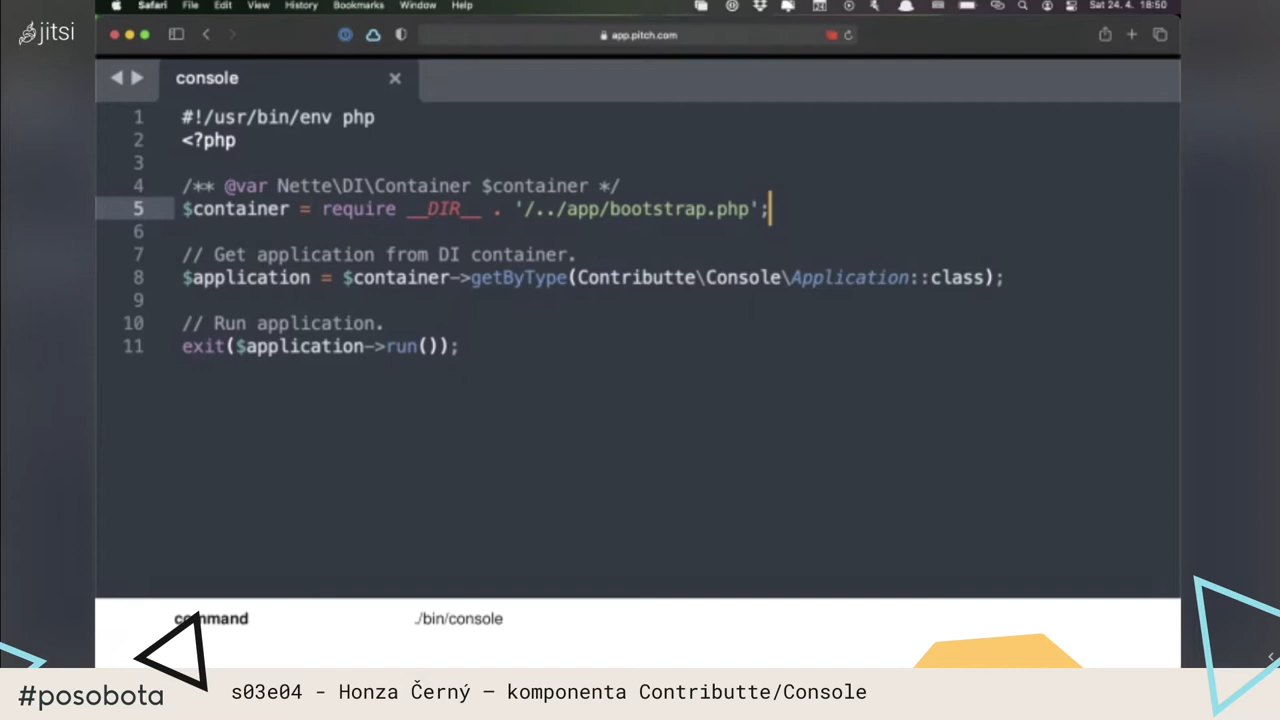 jitsi
Safari File Edit View History Bookmarks Window Help Sat 24. 4. 18:50
app.pitch.com
console
1 #!/usr/bin/env php
2 <?php
3
4 /** @var Nette\DI\Container $container */
5 $container = require __DIR__ . '/../app/bootstrap.php';
6
7 // Get application from DI container.
8 $application = $container->getByType(Contributte\Console\Application::class);
9
10 // Run application.
11 exit($application->run());
command ./bin/console
#posobota s03e04 - Honza Černý – komponenta Contributte/Console